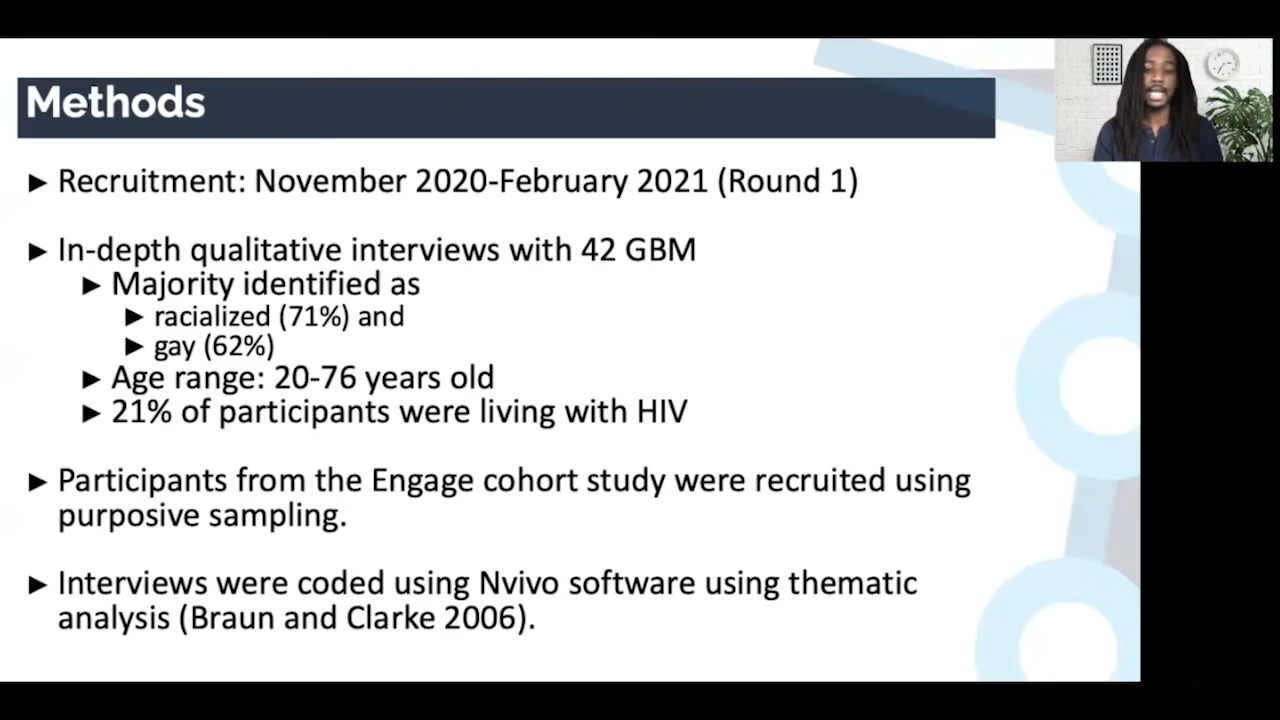 Methods
► Recruitment: November 2020-February 2021 (Round 1)
► In-depth qualitative interviews with 42 GBM
► Majority identified as
► racialized (71%) and
► gay (62%)
► Age range: 20-76 years old
► 21% of participants were living with HIV
► Participants from the Engage cohort study were recruited using
purposive sampling.
► Interviews were coded using Nvivo software using thematic
analysis (Braun and Clarke 2006).